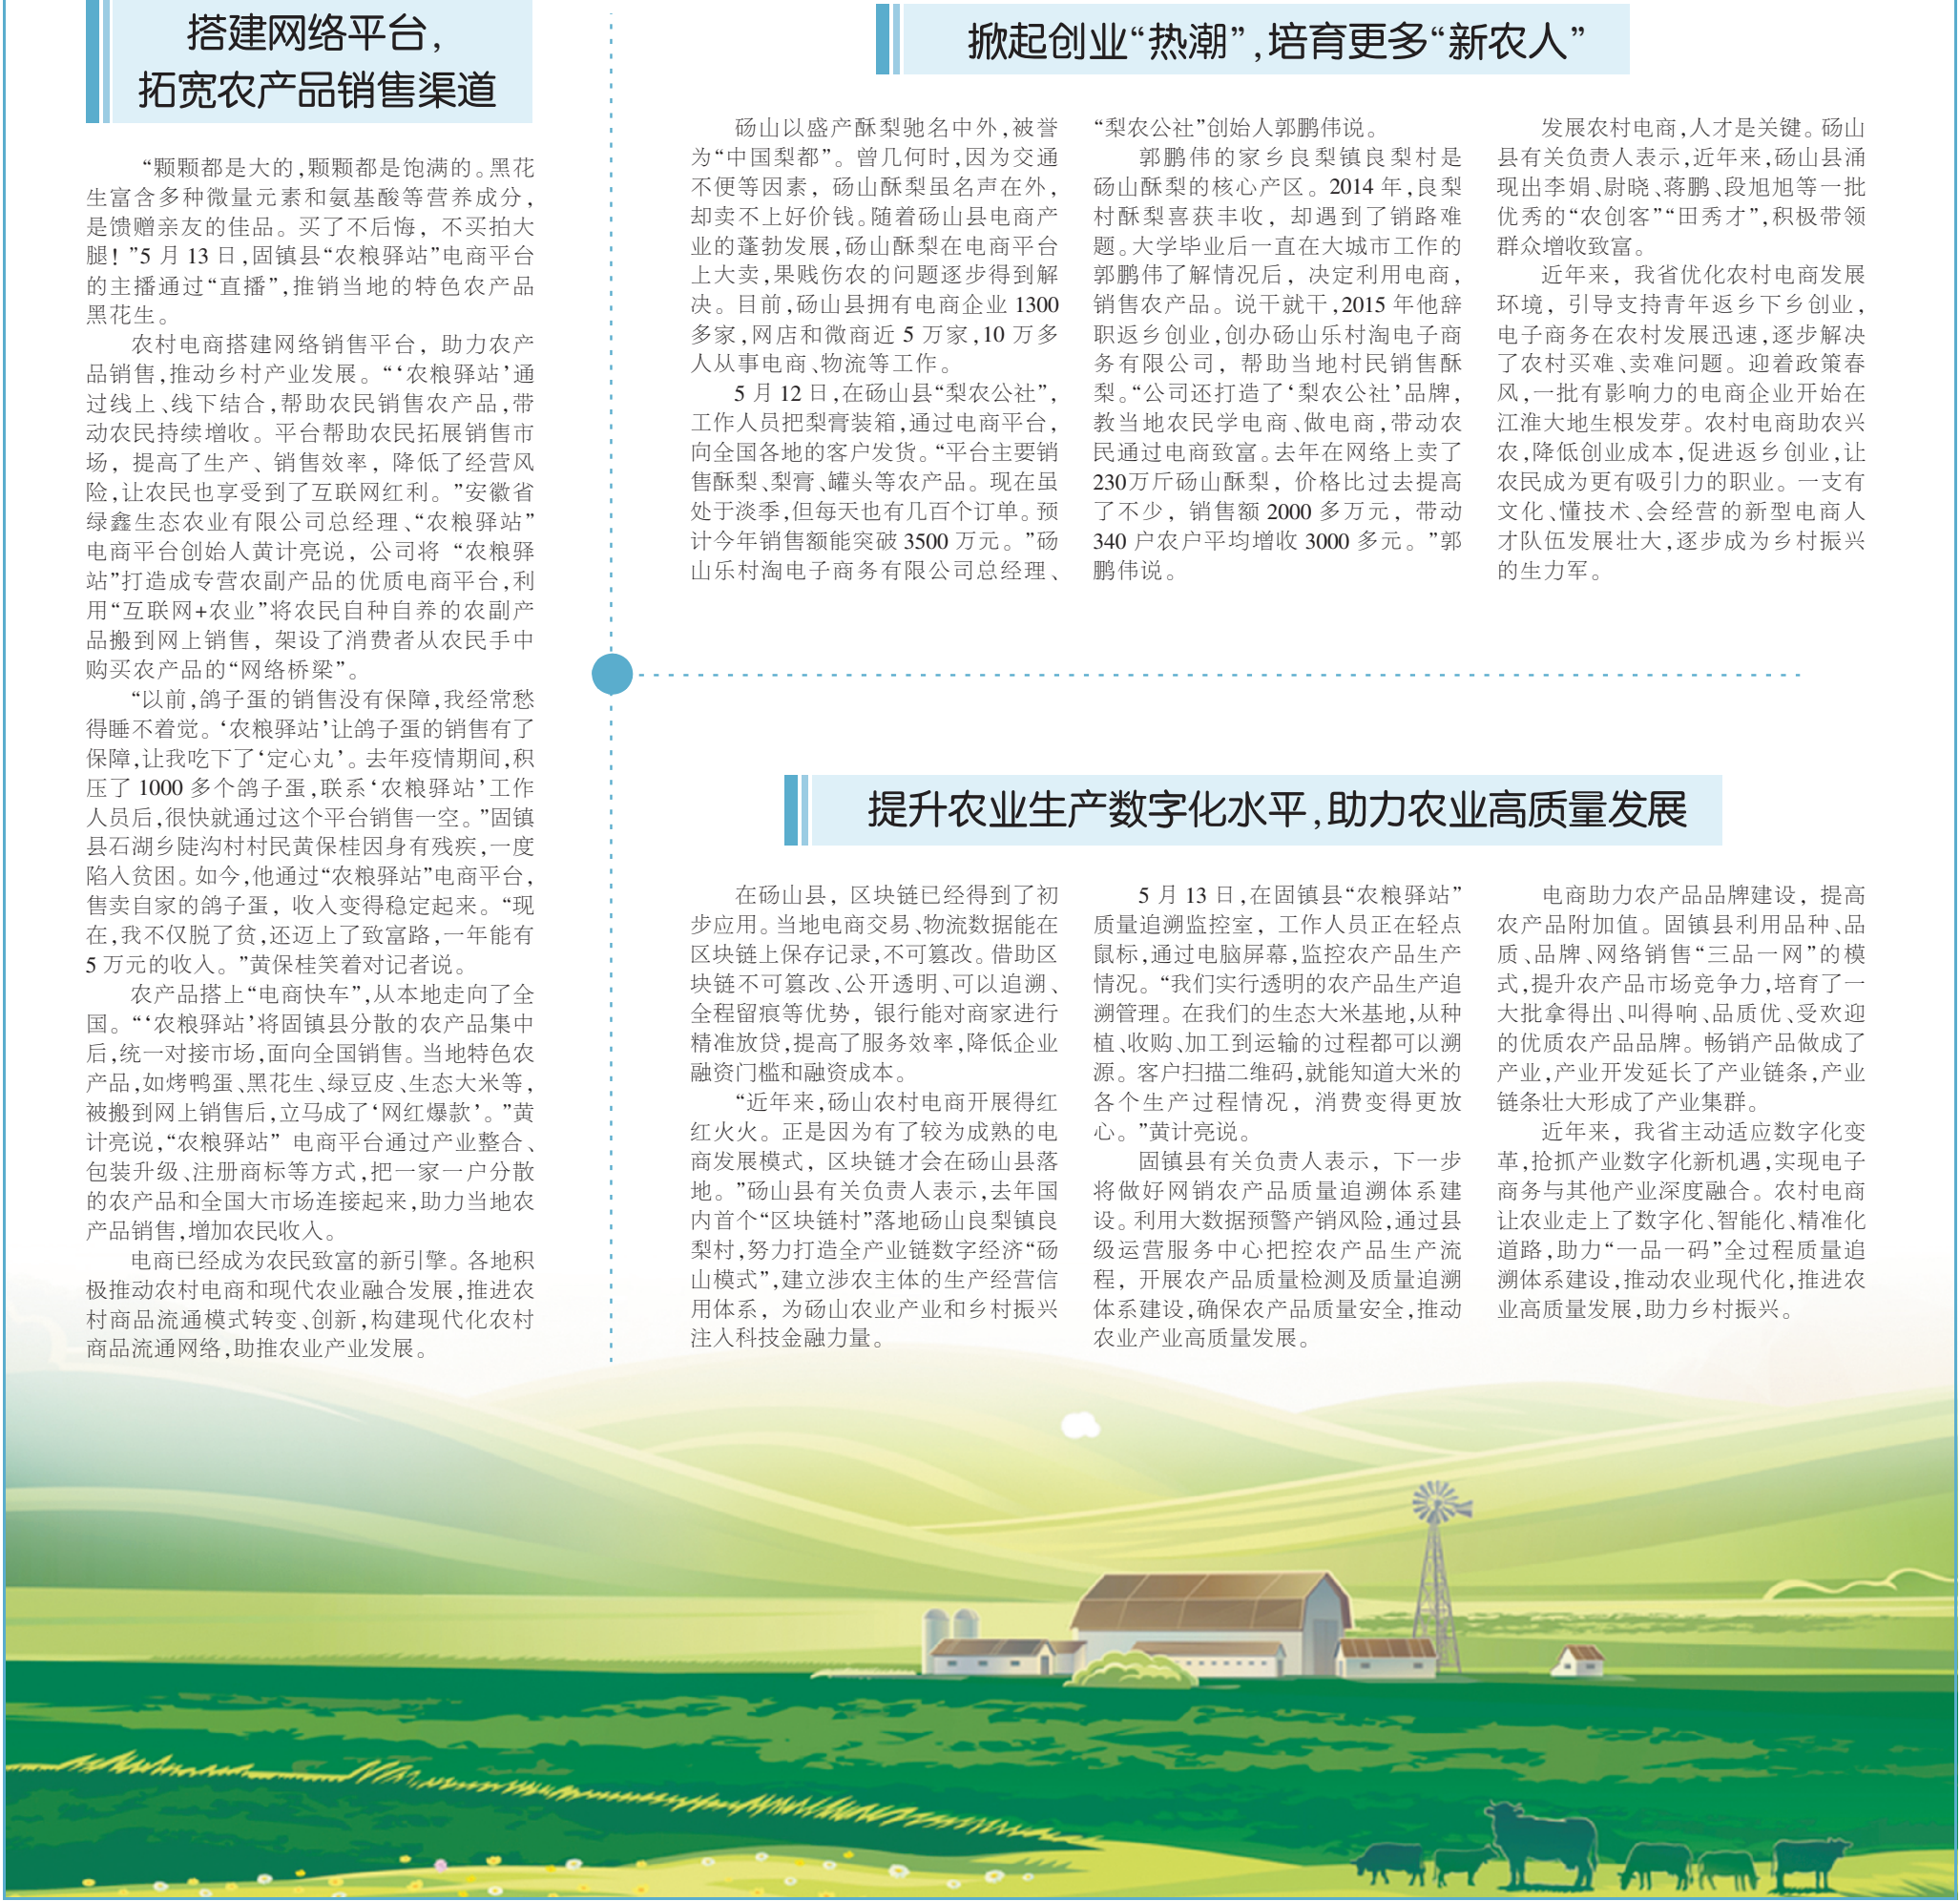 搭建网络平台，
拓宽农产品销售渠道
“颗颗都是大的，颗颗都是饱满的。黑花
生富含多种微量元素和氨基酸等营养成分，
是馈赠亲友的佳品。买了不后悔，不买拍大
腿！”5月13日，固镇县“农粮驿站”电商平台
的主播通过“直播”，推销当地的特色农产品
黑花生。
农村电商搭建网络销售平台，助力农产
品销售，推动乡村产业发展。“‘农粮驿站’通
过线上、线下结合，帮助农民销售农产品，带
动农民持续增收。平台帮助农民拓展销售市
场，提高了生产、销售效率，降低了经营风
险，让农民也享受到了互联网红利。”安徽省
绿鑫生态农业有限公司总经理、“农粮驿站”
电商平台创始人黄计亮说，公司将“农粮驿
站”打造成专营农副产品的优质电商平台，利
用“互联网+农业”将农民自种自养的农副产
品搬到网上销售，架设了消费者从农民手中
购买农产品的“网络桥梁”。
“以前，鸽子蛋的销售没有保障，我经常愁
得睡不着觉。‘农粮驿站’让鸽子蛋的销售有了
保障，让我吃下了‘定心丸’。去年疫情期间，积
压了1000多个鸽子蛋，联系‘农粮驿站’工作
人员后，很快就通过这个平台销售一空。”固镇
县石湖乡陡沟村村民黄保桂因身有残疾，一度
陷入贫困。如今，他通过“农粮驿站”电商平台，
售卖自家的鸽子蛋，收入变得稳定起来。“现
在，我不仅脱了贫，还迈上了致富路，一年能有
5万元的收入。”黄保桂笑着对记者说。
农产品搭上“电商快车”，从本地走向了全
国。“‘农粮驿站’将固镇县分散的农产品集中
后，统一对接市场，面向全国销售。当地特色农
产品，如烤鸭蛋、黑花生、绿豆皮、生态大米等，
被搬到网上销售后，立马成了‘网红爆款’。”黄
计亮说，“农粮驿站”电商平台通过产业整合、
包装升级、注册商标等方式，把一家一户分散
的农产品和全国大市场连接起来，助力当地农
产品销售，增加农民收入。
电商已经成为农民致富的新引擎。各地积
极推动农村电商和现代农业融合发展，推进农
村商品流通模式转变、创新，构建现代化农村
商品流通网络，助推农业产业发展。
掀起创业“热潮”，培育更多“新农人”
砀山以盛产酥梨驰名中外，被誉
为“中国梨都”。曾几何时，因为交通
不便等因素，砀山酥梨虽名声在外，
却卖不上好价钱。随着砀山县电商产
业的蓬勃发展，砀山酥梨在电商平台
上大卖，果贱伤农的问题逐步得到解
决。目前，砀山县拥有电商企业1300
多家，网店和微商近5万家，10万多
人从事电商、物流等工作。
5月12日，在砀山县“梨农公社”，
工作人员把梨膏装箱，通过电商平台，
向全国各地的客户发货。“平台主要销
售酥梨、梨膏、罐头等农产品。现在虽
处于淡季，但每天也有几百个订单。预
计今年销售额能突破3500万元。”砀
山乐村淘电子商务有限公司总经理、
“梨农公社”创始人郭鹏伟说。
郭鹏伟的家乡良梨镇良梨村是
砀山酥梨的核心产区。2014年，良梨
村酥梨喜获丰收，却遇到了销路难
题。大学毕业后一直在大城市工作的
郭鹏伟了解情况后，决定利用电商，
销售农产品。说干就干，2015年他辞
职返乡创业，创办砀山乐村淘电子商
务有限公司，帮助当地村民销售酥
梨。“公司还打造了‘梨农公社’品牌，
教当地农民学电商、做电商，带动农
民通过电商致富。去年在网络上卖了
230万斤砀山酥梨，价格比过去提高
了不少，销售额2000多万元，带动
340户农户平均增收3000多元。”郭
鹏伟说。
发展农村电商，人才是关键。砀山
县有关负责人表示，近年来，砀山县涌
现出李娟、尉晓、蒋鹏、段旭旭等一批
优秀的“农创客”“田秀才”，积极带领
群众增收致富。
近年来，我省优化农村电商发展
环境，引导支持青年返乡下乡创业，
电子商务在农村发展迅速，逐步解决
了农村买难、卖难问题。迎着政策春
风，一批有影响力的电商企业开始在
江淮大地生根发芽。农村电商助农兴
农，降低创业成本，促进返乡创业，让
农民成为更有吸引力的职业。一支有
文化、懂技术、会经营的新型电商人
才队伍发展壮大，逐步成为乡村振兴
的生力军。
提升农业生产数字化水平，助力农业高质量发展
在砀山县，区块链已经得到了初
步应用。当地电商交易、物流数据能在
区块链上保存记录，不可篡改。借助区
块链不可篡改、公开透明、可以追溯、
全程留痕等优势，银行能对商家进行
精准放贷，提高了服务效率，降低企业
融资门槛和融资成本。
“近年来，砀山农村电商开展得红
红火火。正是因为有了较为成熟的电
商发展模式，区块链才会在砀山县落
地。”砀山县有关负责人表示，去年国
内首个“区块链村”落地砀山良梨镇良
梨村，努力打造全产业链数字经济“砀
山模式”，建立涉农主体的生产经营信
用体系，为砀山农业产业和乡村振兴
注入科技金融力量。
5月13日，在固镇县“农粮驿站”
质量追溯监控室，工作人员正在轻点
鼠标，通过电脑屏幕，监控农产品生产
情况。“我们实行透明的农产品生产追
溯管理。在我们的生态大米基地，从种
植、收购、加工到运输的过程都可以溯
源。客户扫描二维码，就能知道大米的
各个生产过程情况，消费变得更放
心。”黄计亮说。
固镇县有关负责人表示，下一步
将做好网销农产品质量追溯体系建
设。利用大数据预警产销风险，通过县
级运营服务中心把控农产品生产流
程，开展农产品质量检测及质量追溯
体系建设，确保农产品质量安全，推动
农业产业高质量发展。
电商助力农产品品牌建设，提高
农产品附加值。固镇县利用品种、品
质、品牌、网络销售“三品一网”的模
式，提升农产品市场竞争力，培育了一
大批拿得出、叫得响、品质优、受欢迎
的优质农产品品牌。畅销产品做成了
产业，产业开发延长了产业链条，产业
链条壮大形成了产业集群。
近年来，我省主动适应数字化变
革，抢抓产业数字化新机遇，实现电子
商务与其他产业深度融合。农村电商
让农业走上了数字化、智能化、精准化
道路，助力“一品一码”全过程质量追
溯体系建设，推动农业现代化，推进农
业高质量发展，助力乡村振兴。